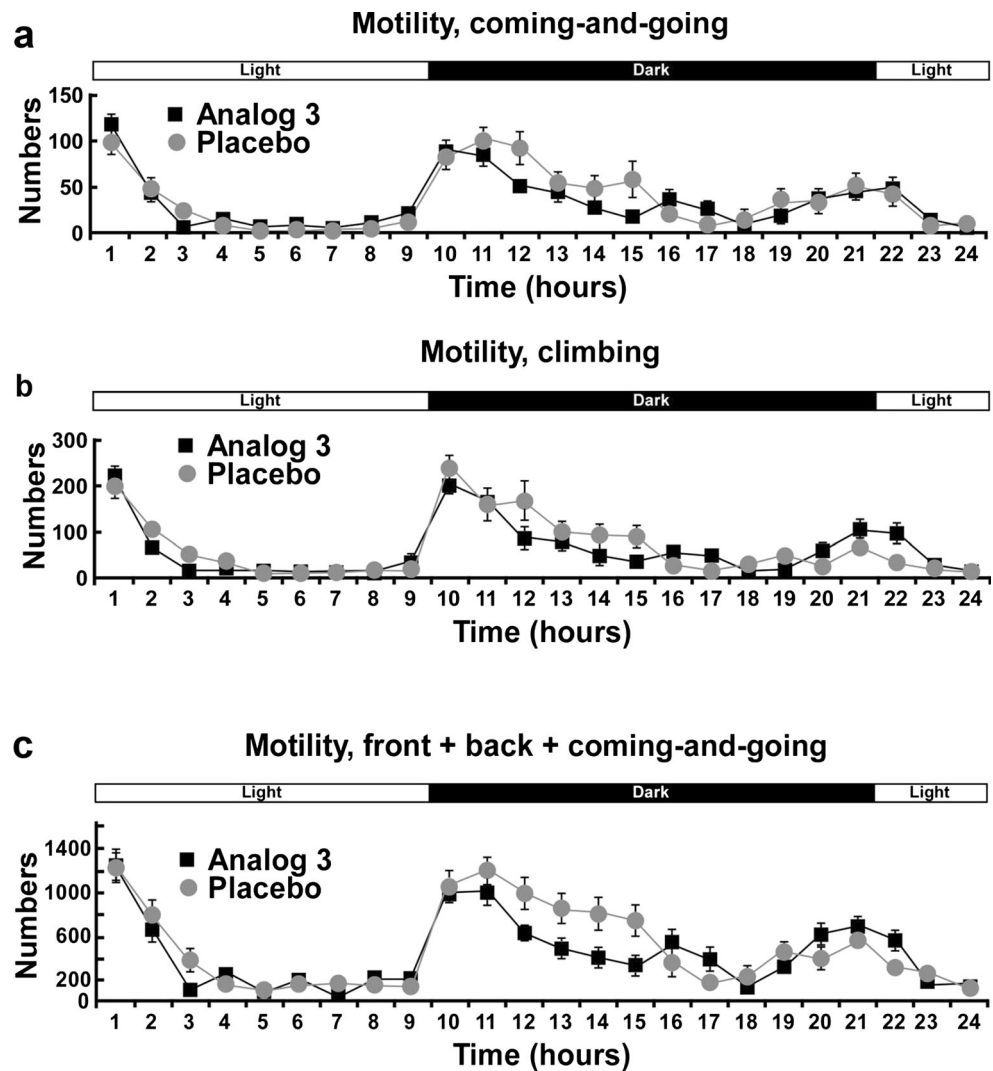 a
Motility, coming-and-going
Light Dark Light
Numbers
150
100
50
0
Analog 3
Placebo
1 2 3 4 5 6 7 8 9 10 11 12 13 14 15 16 17 18 19 20 21 22 23 24
Time (hours)
b
Motility, climbing
Light Dark Light
Numbers
300
200
100
0
Analog 3
Placebo
1 2 3 4 5 6 7 8 9 10 11 12 13 14 15 16 17 18 19 20 21 22 23 24
Time (hours)
c
Motility, front + back + coming-and-going
Light Dark Light
Numbers
1400
1000
600
200
0
Analog 3
Placebo
1 2 3 4 5 6 7 8 9 10 11 12 13 14 15 16 17 18 19 20 21 22 23 24
Time (hours)